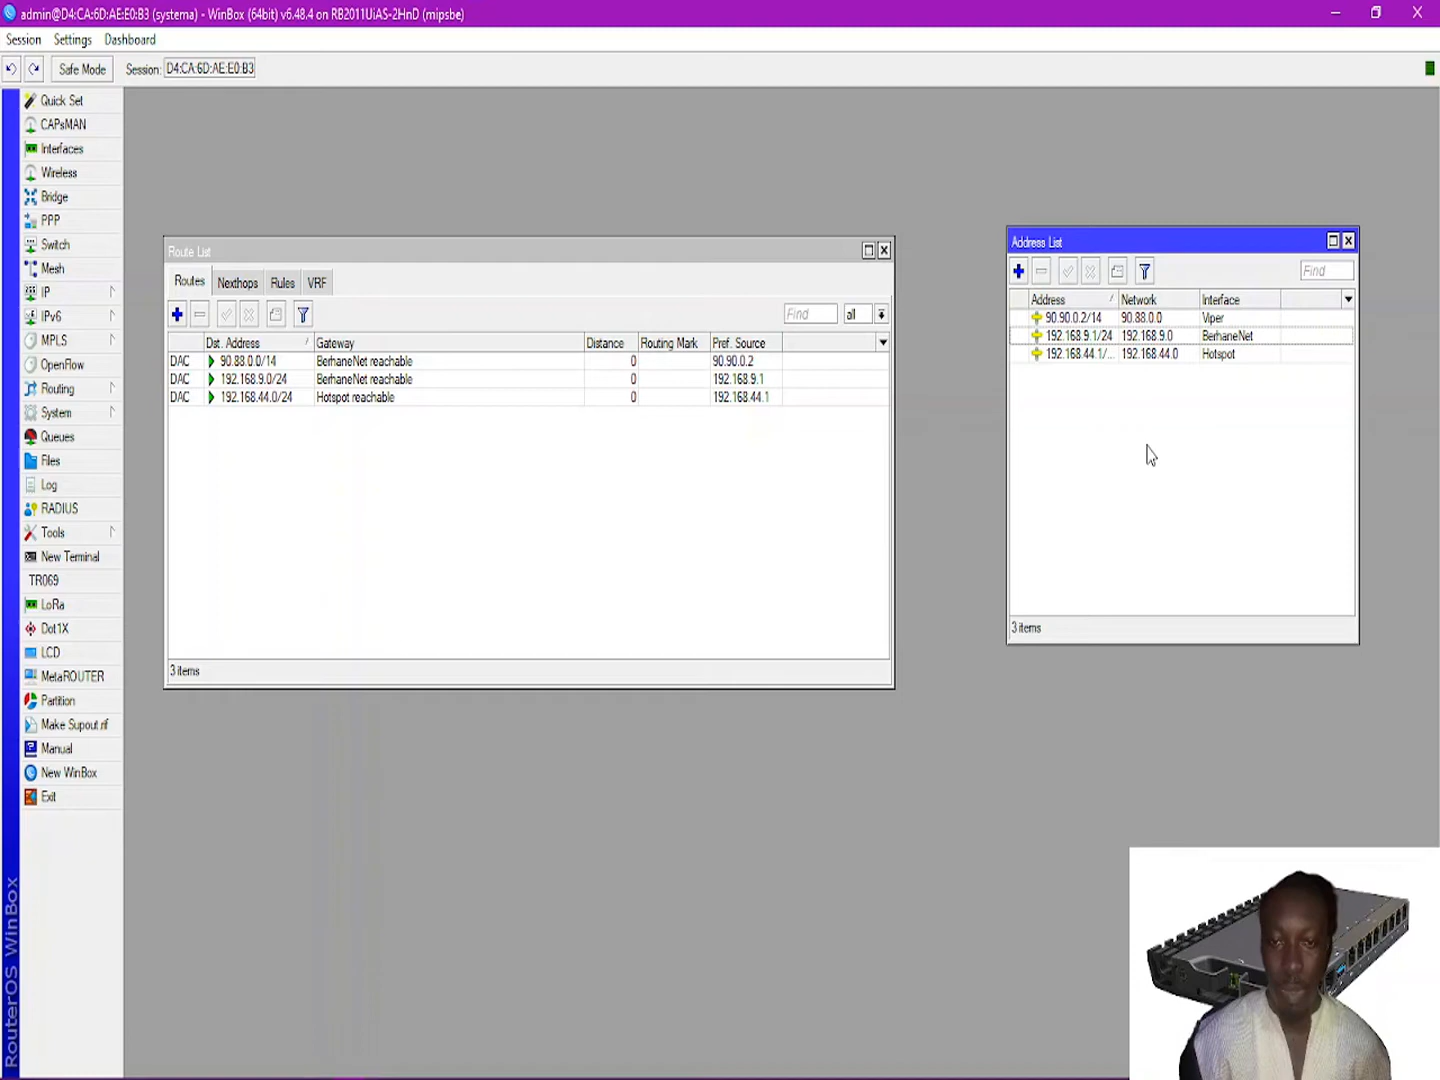 admin@D4:CA:6D:AE:E0:B3 (systema) - WinBox (64bit) v6.48.4 on RB2011UiAS-2HnD (mipsbe)
Session Settings Dashboard
Safe Mode Session: D4:CA:6D:AE:E0:B3
Quick Set
CAPsMAN
Interfaces
Wireless
Bridge
PPP
Switch
Mesh
IP
IPv6
MPLS
OpenFlow
Routing
System
Queues
Files
Log
RADIUS
Tools
New Terminal
TR069
LoRa
Dot1X
LCD
MetaROUTER
Partition
Make Supout.rif
Manual
New WinBox
Exit
RouterOS WinBox
Route List
Routes Nexthops Rules VRF
Find all
Dst. Address Gateway Distance Routing Mark Pref. Source
DAC 90.88.0.0/14 BerhaneNet reachable 0 90.90.0.2
DAC 192.168.9.0/24 BerhaneNet reachable 0 192.168.9.1
DAC 192.168.44.0/24 Hotspot reachable 0 192.168.44.1
3 items
Address List
Find
Address Network Interface
90.90.0.2/14 90.88.0.0 Viper
192.168.9.1/24 192.168.9.0 BerhaneNet
192.168.44.1/... 192.168.44.0 Hotspot
3 items